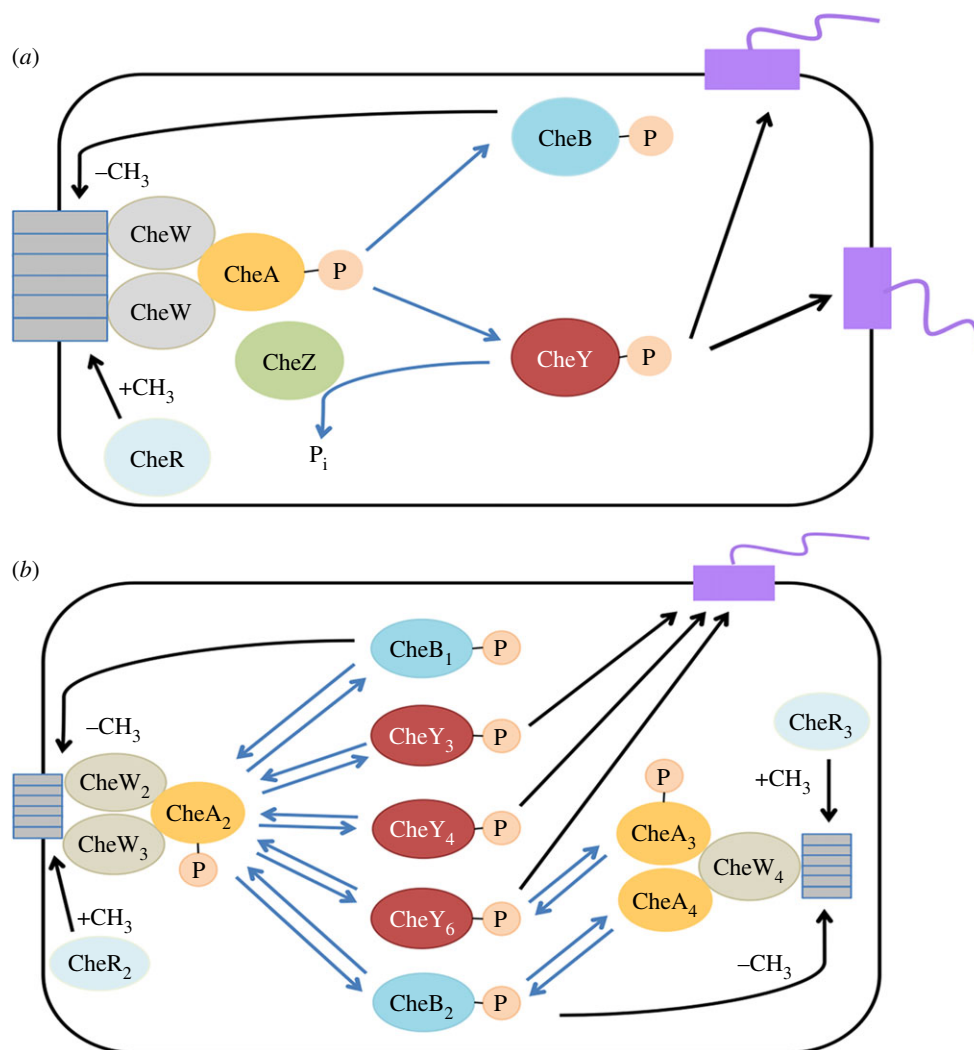 (a)
CheB
P
–CH3
CheW
CheA
P
CheW
CheZ
CheY
P
+CH3
CheR
Pi
(b)
CheB1
P
–CH3
CheY3
P
CheR3
+CH3
P
CheW2
CheA2
CheY4
P
CheA3
CheW3
CheW4
P
CheA4
CheY6
P
+CH3
CheR2
–CH3
CheB2
P